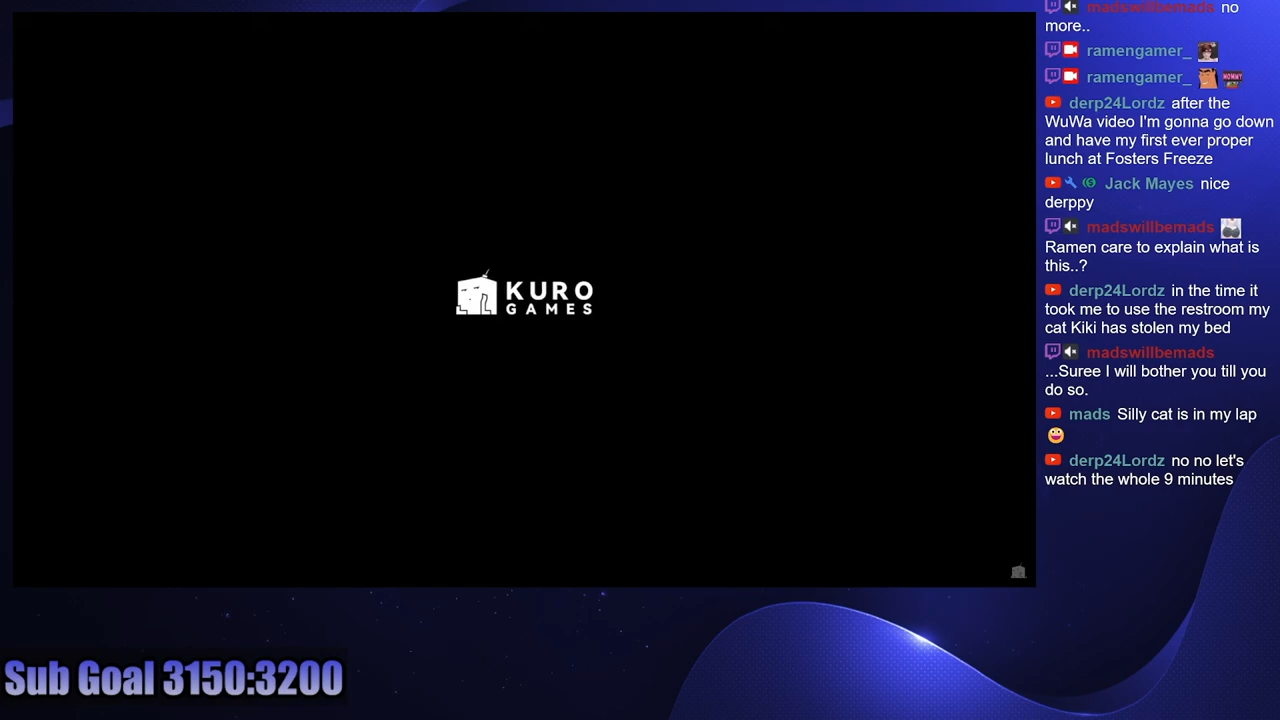 madswillbemads no
more..
ramengamer_
ramengamer_
MOMMY
derp24Lordz after the
WuWa video I'm gonna go down
and have my first ever proper
lunch at Fosters Freeze
Jack Mayes nice
derppy
madswillbemads
Ramen care to explain what is
this..?
derp24Lordz in the time it
took me to use the restroom my
cat Kiki has stolen my bed
madswillbemads
...Suree I will bother you till you
do so.
mads Silly cat is in my lap
derp24Lordz no no let's
watch the whole 9 minutes
KURO
GAMES
Sub Goal 3150:3200